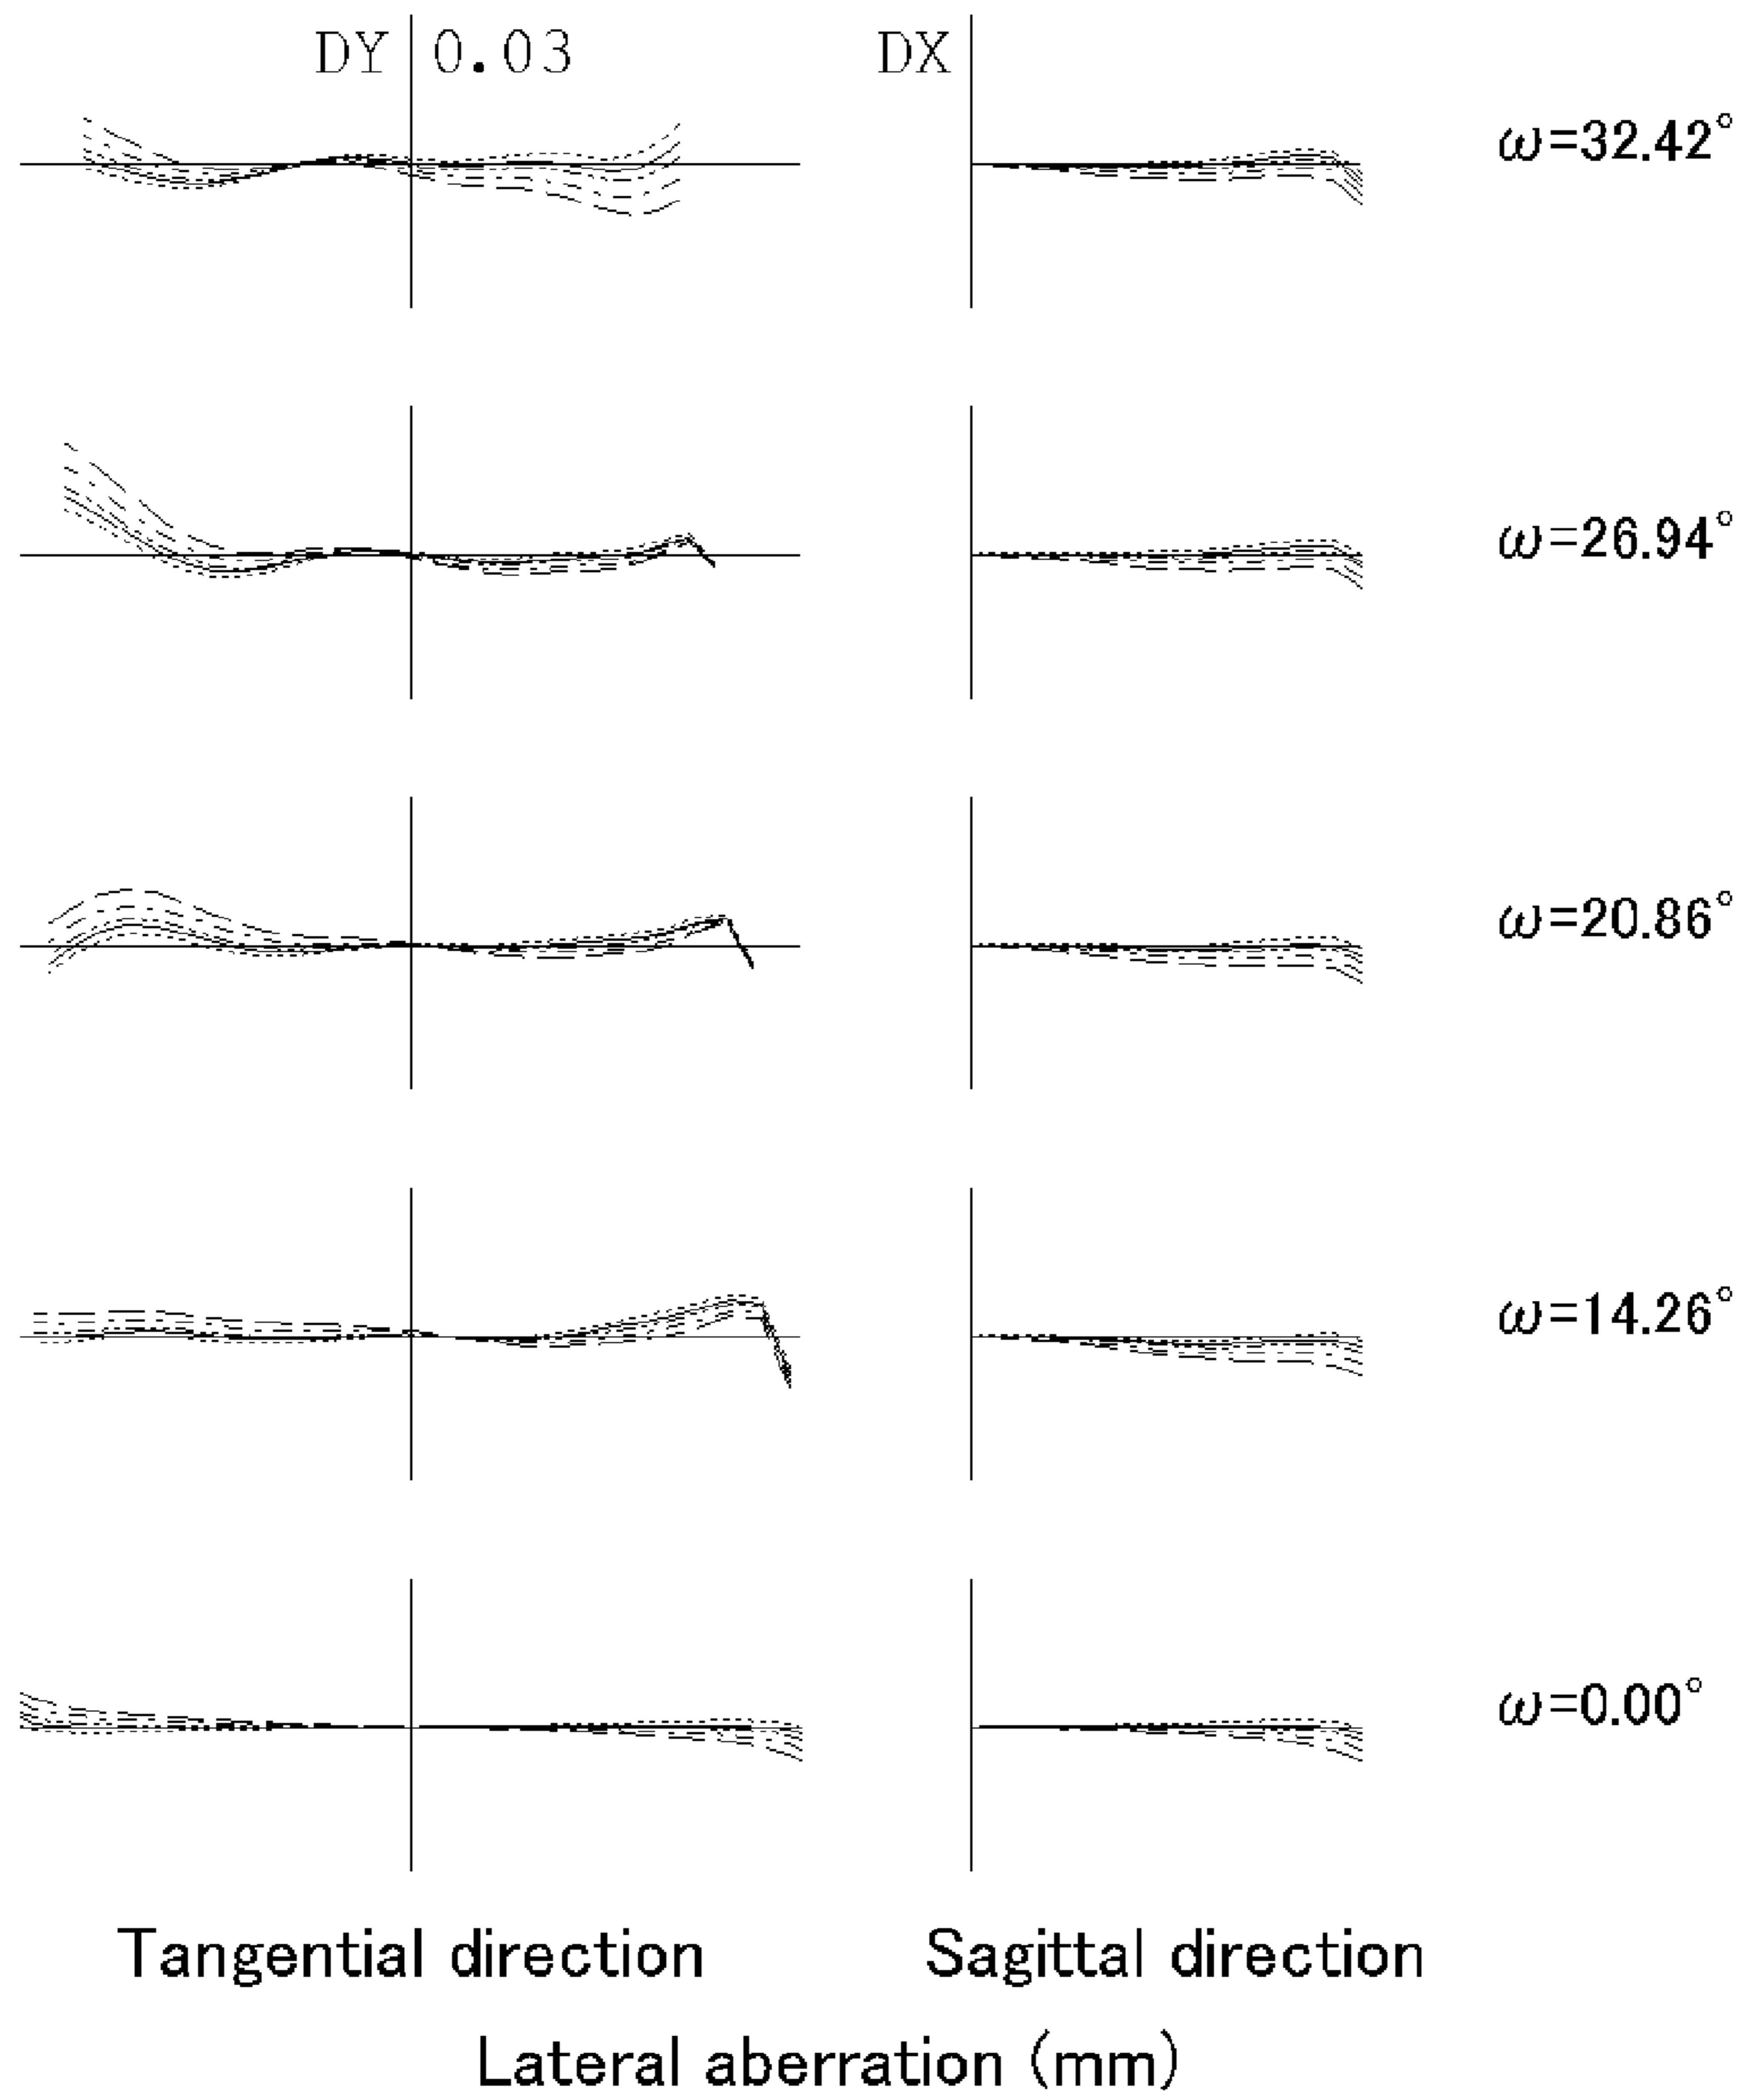 DY 0.03 DX
ω=32.42°
ω=26.94°
ω=20.86°
ω=14.26°
ω=0.00°
Tangential direction Sagittal direction
Lateral aberration (mm)